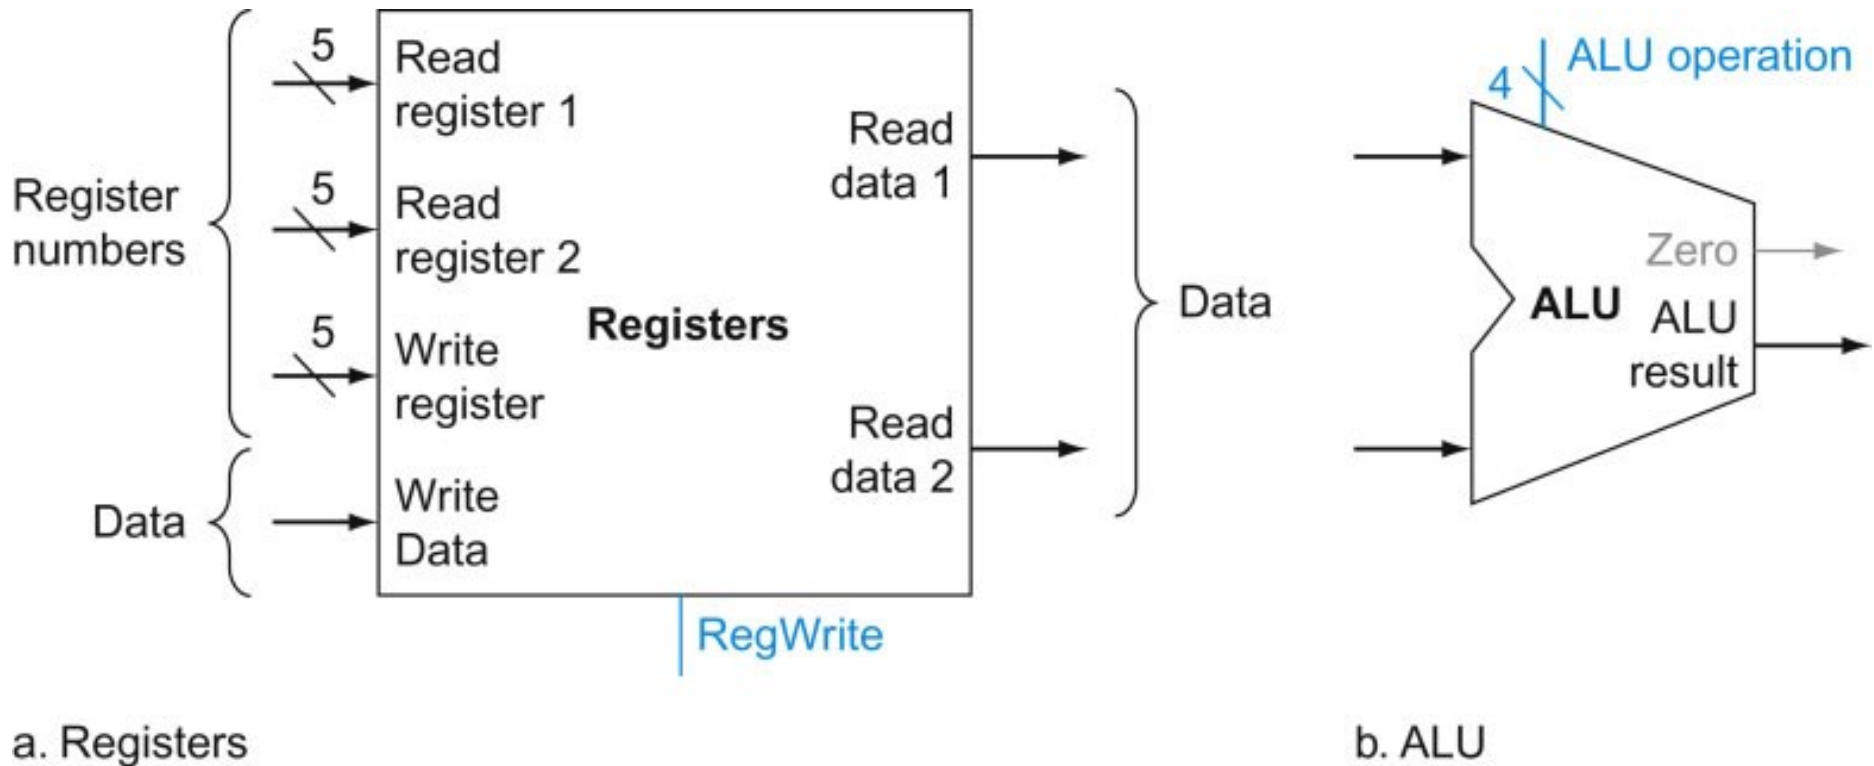 Register
numbers
Data
5
5
5
Read
register 1
Read
register 2
Write
register
Write
Data
Registers
Read
data 1
Read
data 2
RegWrite
Data
4
ALU operation
ALU
Zero
ALU
result
a. Registers
b. ALU